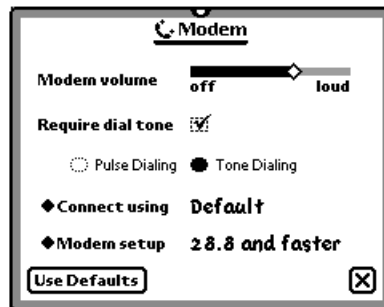 Modem
Modem volume
off loud
Require dial tone
Pulse Dialing Tone Dialing
Connect using Default
Modem setup 28.8 and faster
Use Defaults